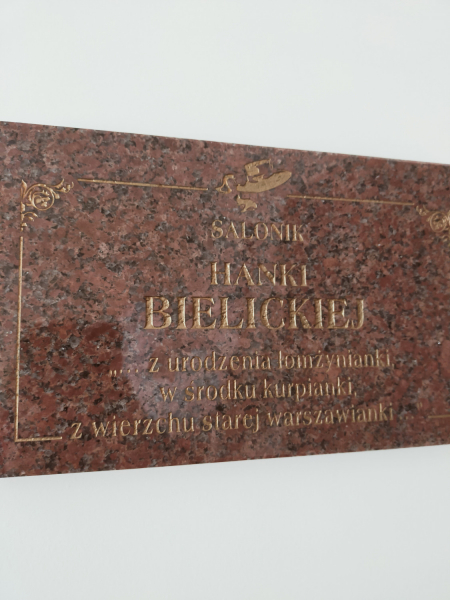 SALONIK
HANKI
BIELICKIEJ
„... z urodzenia łomżynianki,
w środku kurpianki,
z wierzchu starej warszawianki ...